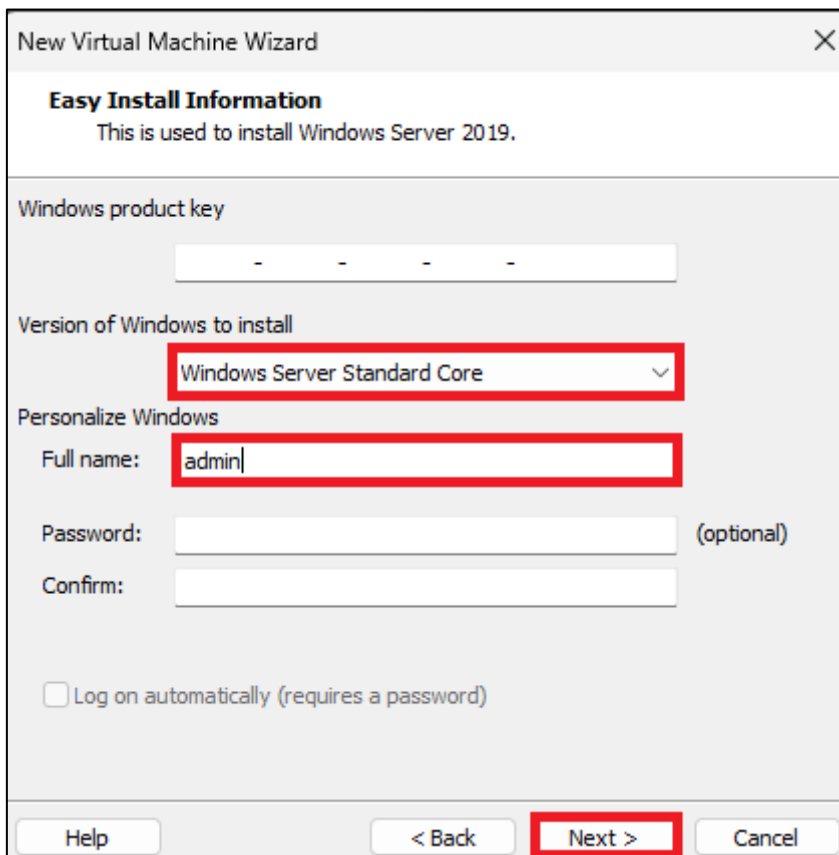 New Virtual Machine Wizard
Easy Install Information
This is used to install Windows Server 2019.
Windows product key
- - - -
Version of Windows to install
Windows Server Standard Core
Personalize Windows
Full name: admin
Password: (optional)
Confirm:
Log on automatically (requires a password)
Help < Back Next > Cancel